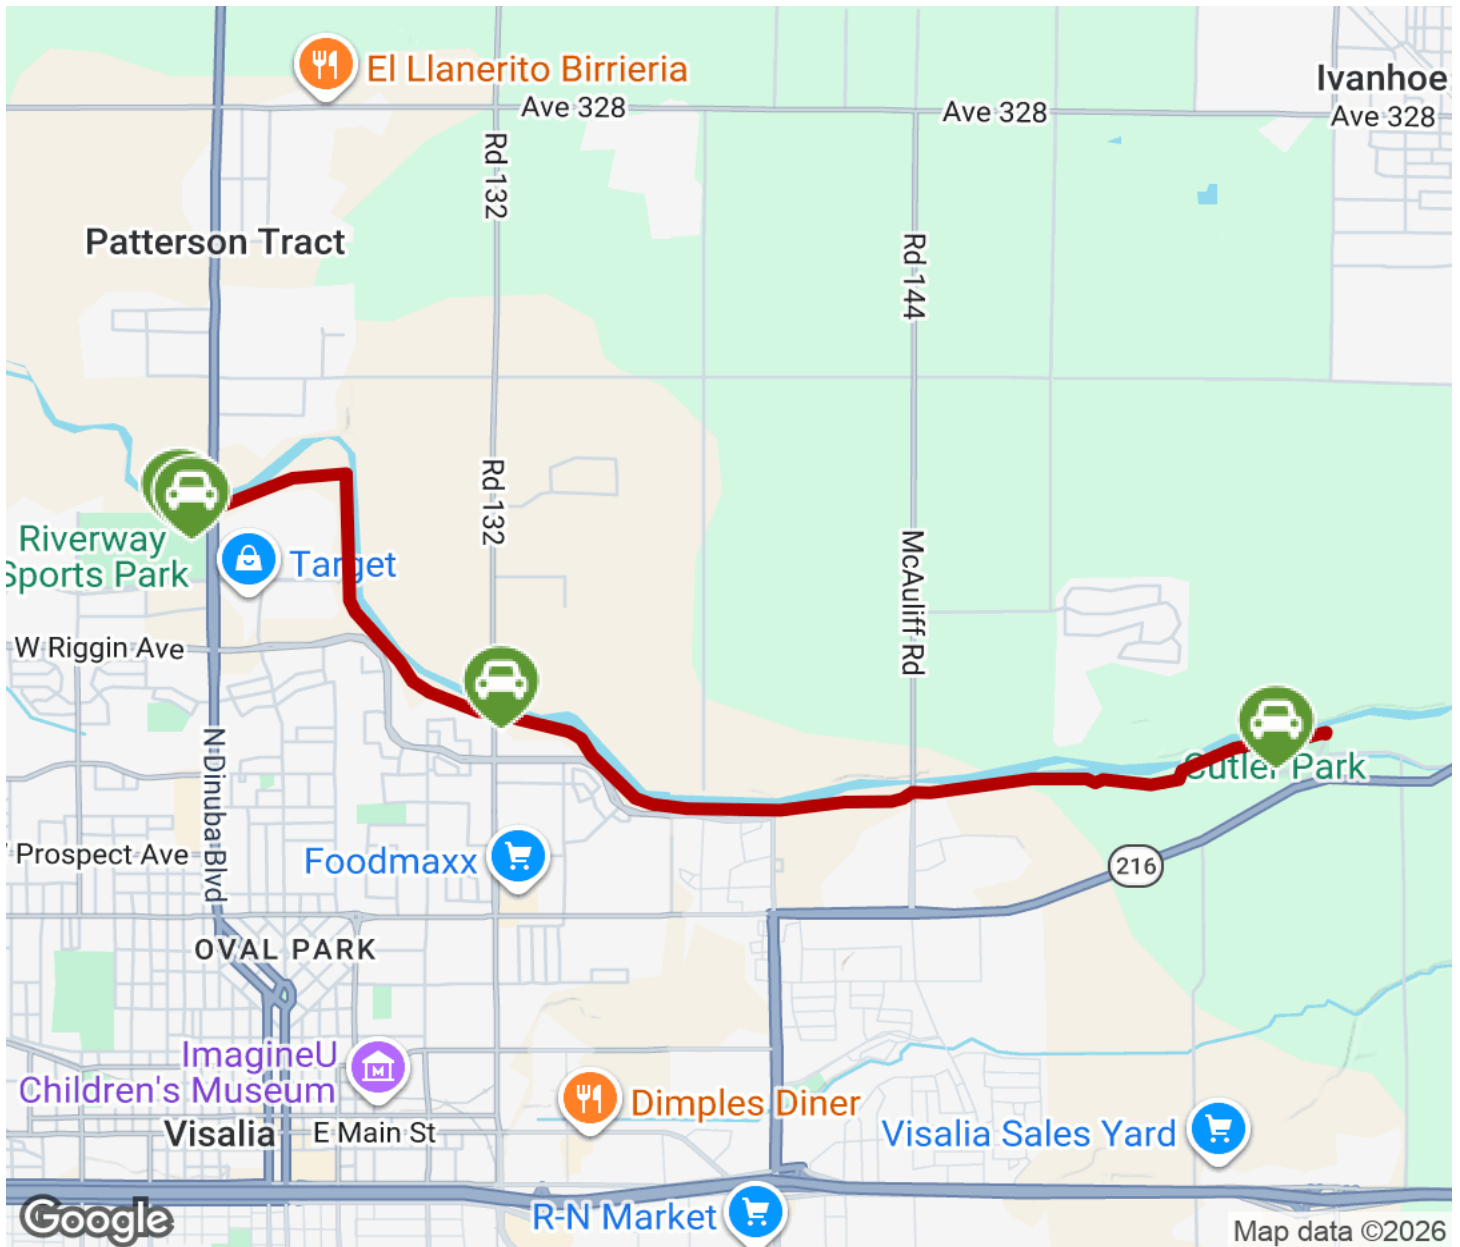 El Llanerito Birrieria
Ivanhoe
Ave 328
Ave 328
Ave 328
Rd 132
Patterson Tract
Rd 144
Rd 132
Riverway
Sports Park
Target
McAuliff Rd
W Riggin Ave
N Dinuba Blvd
Cutler Park
Prospect Ave
Foodmaxx
216
OVAL PARK
ImagineU
Children's Museum
Dimples Diner
Visalia
E Main St
Visalia Sales Yard
R-N Market
Google
Map data ©2026